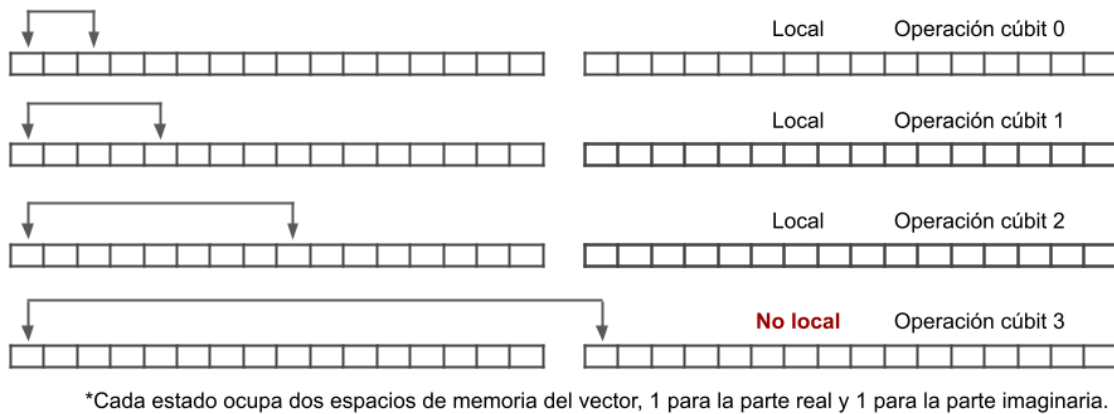 Local Operación cúbit 0
Local Operación cúbit 1
Local Operación cúbit 2
No local Operación cúbit 3
*Cada estado ocupa dos espacios de memoria del vector, 1 para la parte real y 1 para la parte imaginaria.